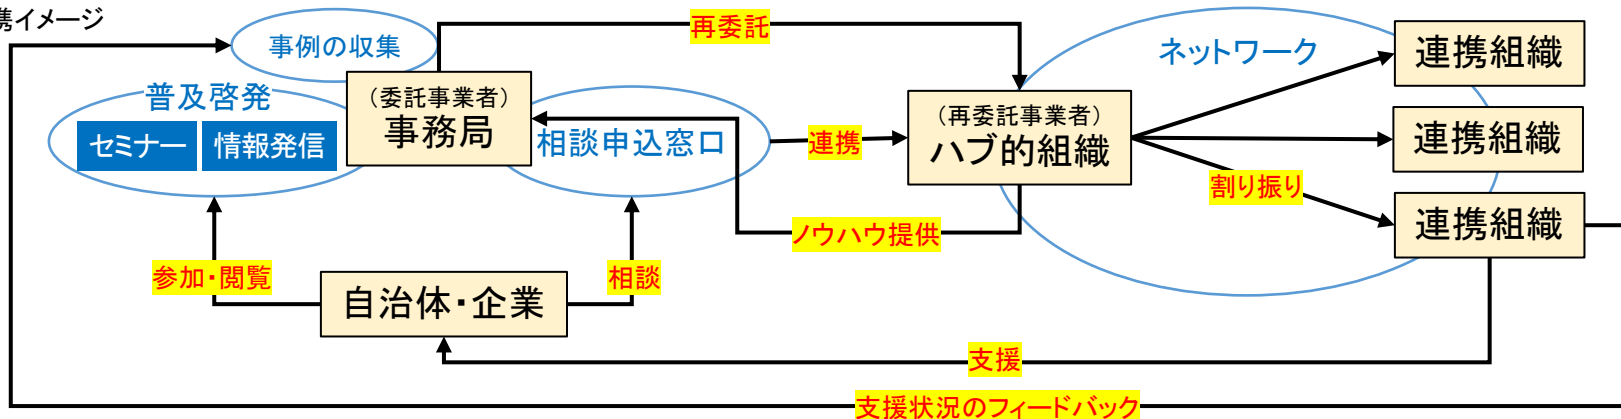 携イメージ
再委託
事例の収集
ネットワーク
連携組織
普及啓発
(委託事業者)
事務局
セミナー
情報発信
相談申込窓口
連携
(再委託事業者)
ハブ的組織
連携組織
割り振り
連携組織
ノウハウ提供
参加・閲覧
相談
自治体・企業
支援
支援状況のフィードバック